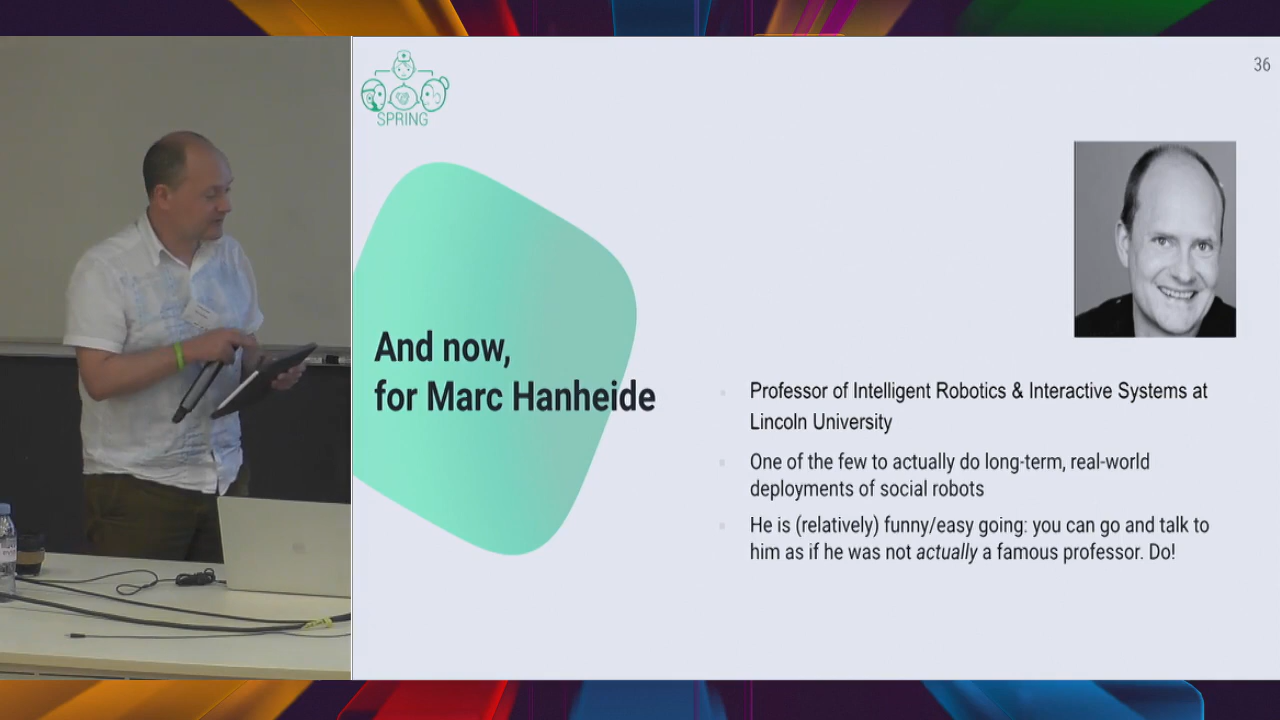 SPRING
36
And now,
for Marc Hanheide
Professor of Intelligent Robotics & Interactive Systems at
Lincoln University
One of the few to actually do long-term, real-world
deployments of social robots
He is (relatively) funny/easy going: you can go and talk to
him as if he was not actually a famous professor. Do!